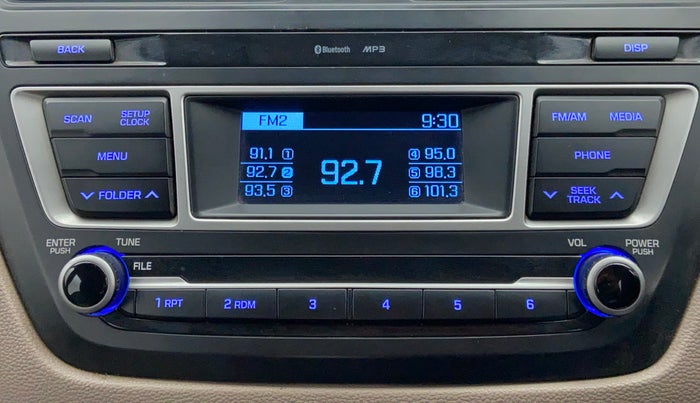 BACK
Bluetooth MP3
DISP
SCAN
SETUP
CLOCK
MENU
FOLDER
FM2 9:30
91.1 1
92.7 2
93.5 3
92.7
4 95.0
5 98.3
6 101.3
FM/AM MEDIA
PHONE
SEEK
TRACK
ENTER
PUSH
TUNE
FILE
VOL
POWER
PUSH
1 RPT 2 RDM 3 4 5 6